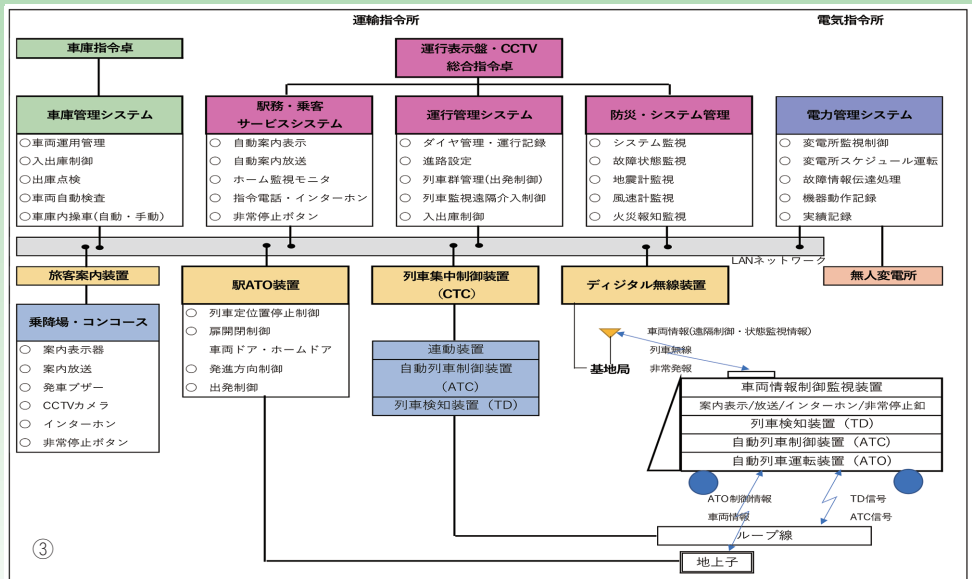 運輸指令所
電気指令所
車庫指令卓
運行表示盤・CCTV
総合指令卓
車庫管理システム
○車両運用管理
○入出庫制御
○出庫点検
○車両自動検査
○車庫内操車(自動・手動)
駅務・乗客
サービスシステム
○ 自動案内表示
○ 自動案内放送
○ ホーム監視モニタ
○ 指令電話・インターホン
○ 非常停止ボタン
運行管理システム
○ ダイヤ管理・運行記録
○ 進路設定
○ 列車群管理(出発制御)
○ 列車監視遠隔介入制御
○ 入出庫制御
防災・システム管理
○ システム監視
○ 故障状態監視
○ 地震計監視
○ 風速計監視
○ 火災報知監視
電力管理システム
○ 変電所監視制御
○ 変電所スケジュール運転
○ 故障情報伝達処理
○ 機器動作記録
○ 実績記録
LANネットワーク
旅客案内装置
乗降場・コンコース
○ 案内表示器
○ 案内放送
○ 発車ブザー
○ CCTVカメラ
○ インターホン
○ 非常停止ボタン
駅ATO装置
○ 列車定位置停止制御
○ 扉開閉制御
車両ドア・ホームドア
○ 発進方向制御
○ 出発制御
列車集中制御装置
(CTC)
連動装置
自動列車制御装置
(ATC)
列車検知装置(TD)
ディジタル無線装置
基地局
無人変電所
車両情報(遠隔制御・状態監視情報)
列車無線
非常発報
車両情報制御監視装置
案内表示/放送/インターホン/非常停止釦
列車検知装置(TD)
自動列車制御装置(ATC)
自動列車運転装置(ATO)
ATO制御情報
車両情報
TD信号
ATC信号
ループ線
地上子
③